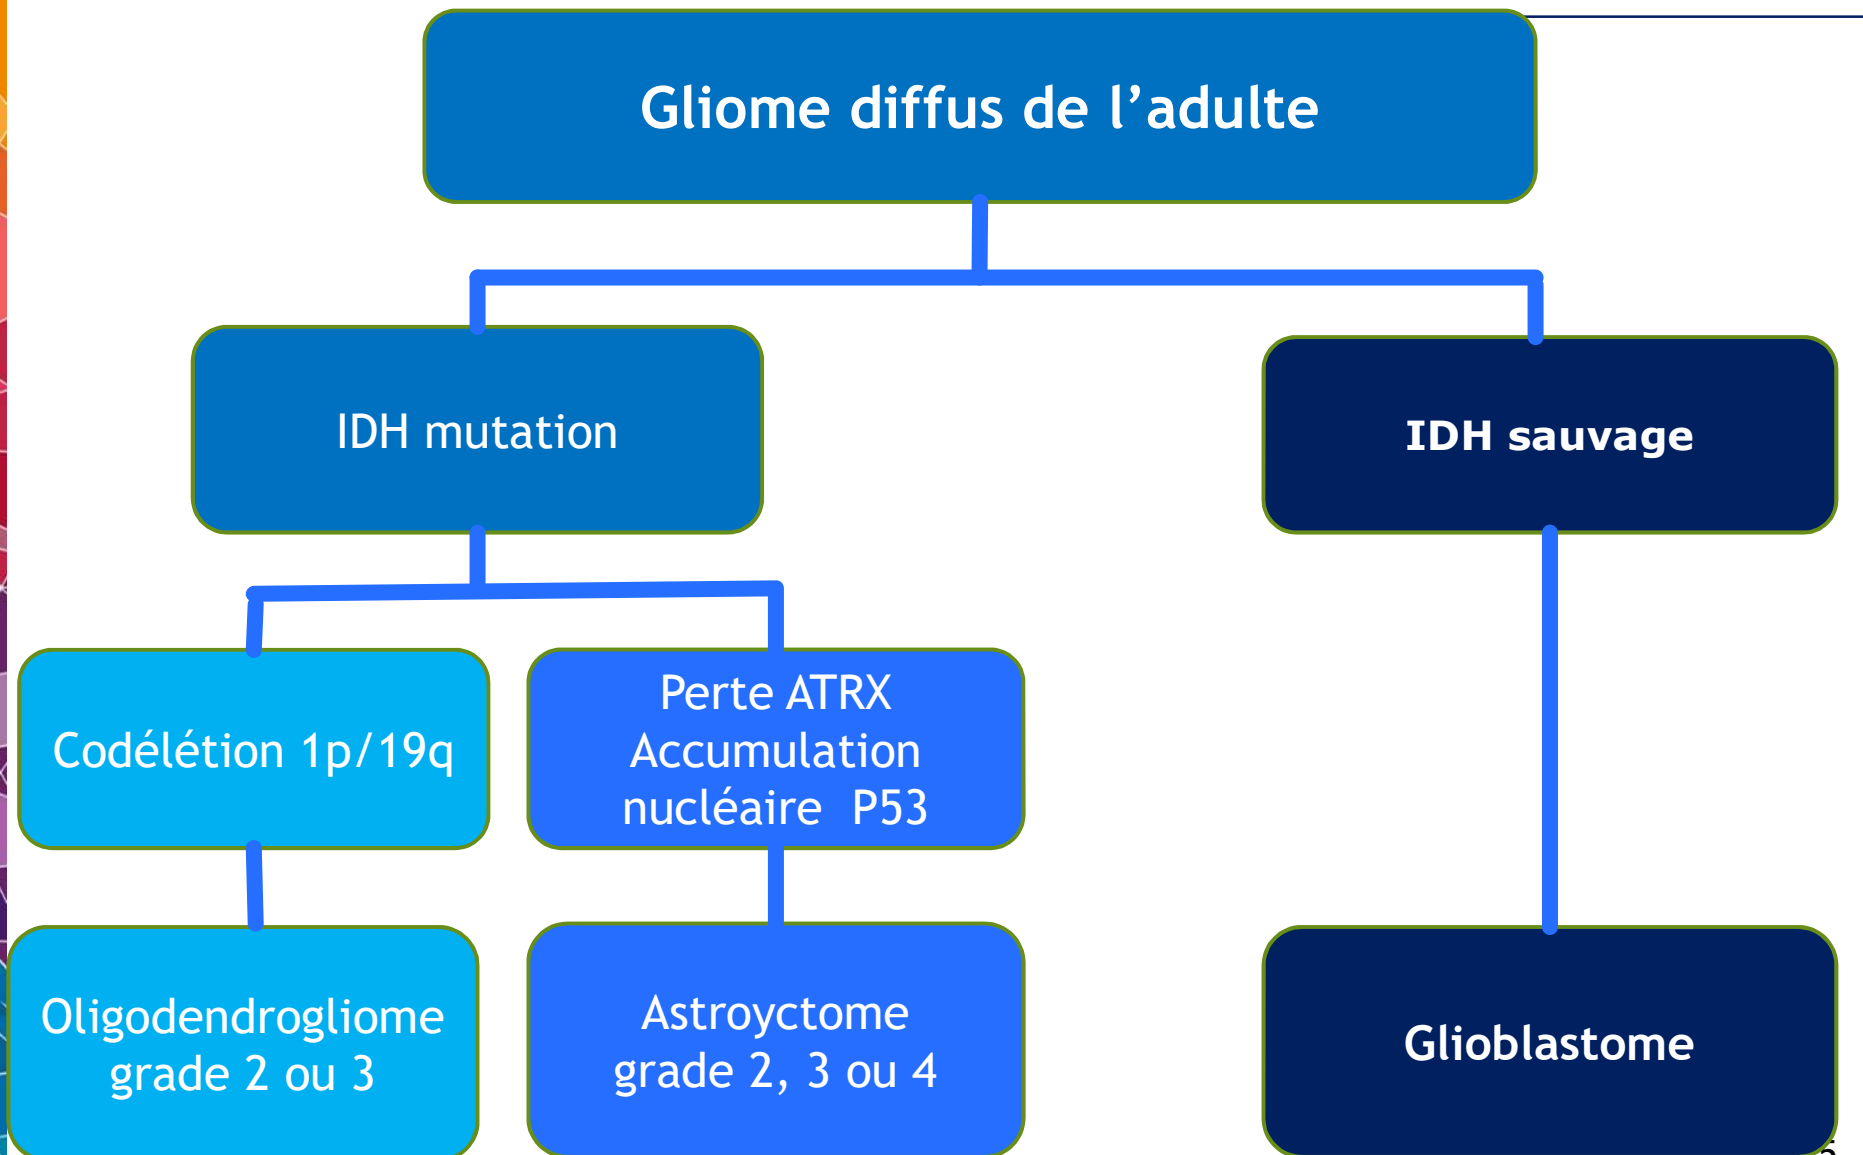 Gliome diffus de l’adulte
IDH mutation
IDH sauvage
Codélétion 1p/19q
Perte ATRX
Accumulation
nucléaire P53
Oligodendrogliome
grade 2 ou 3
Astroyctome
grade 2, 3 ou 4
Glioblastome